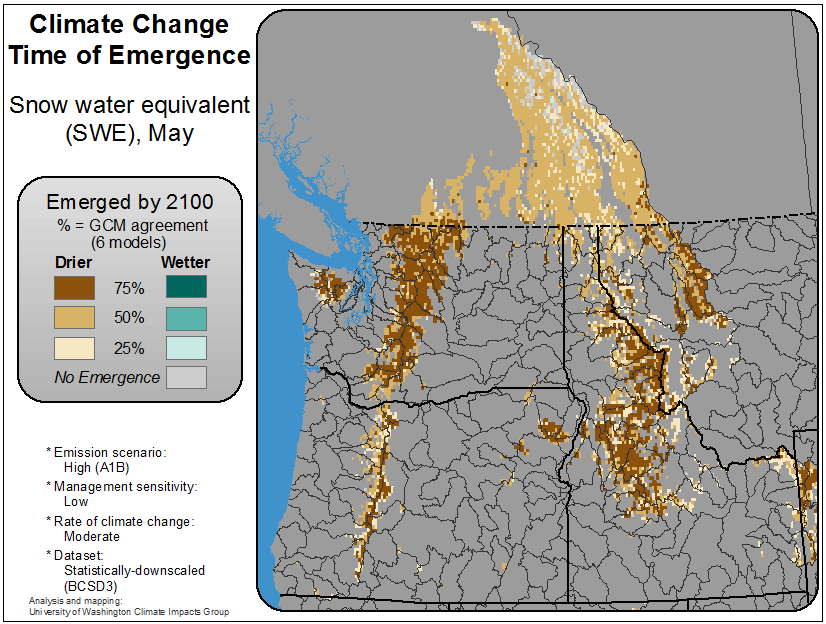 Climate Change
Time of Emergence
Snow water equivalent
(SWE), May
Emerged by 2100
% = GCM agreement
(6 models)
Drier Wetter
75%
50%
25%
No Emergence
* Emission scenario:
High (A1B)
* Management sensitivity:
Low
* Rate of climate change:
Moderate
* Dataset:
Statistically-downscaled
(BCSD3)
Analysis and mapping:
University of Washington Climate Impacts Group